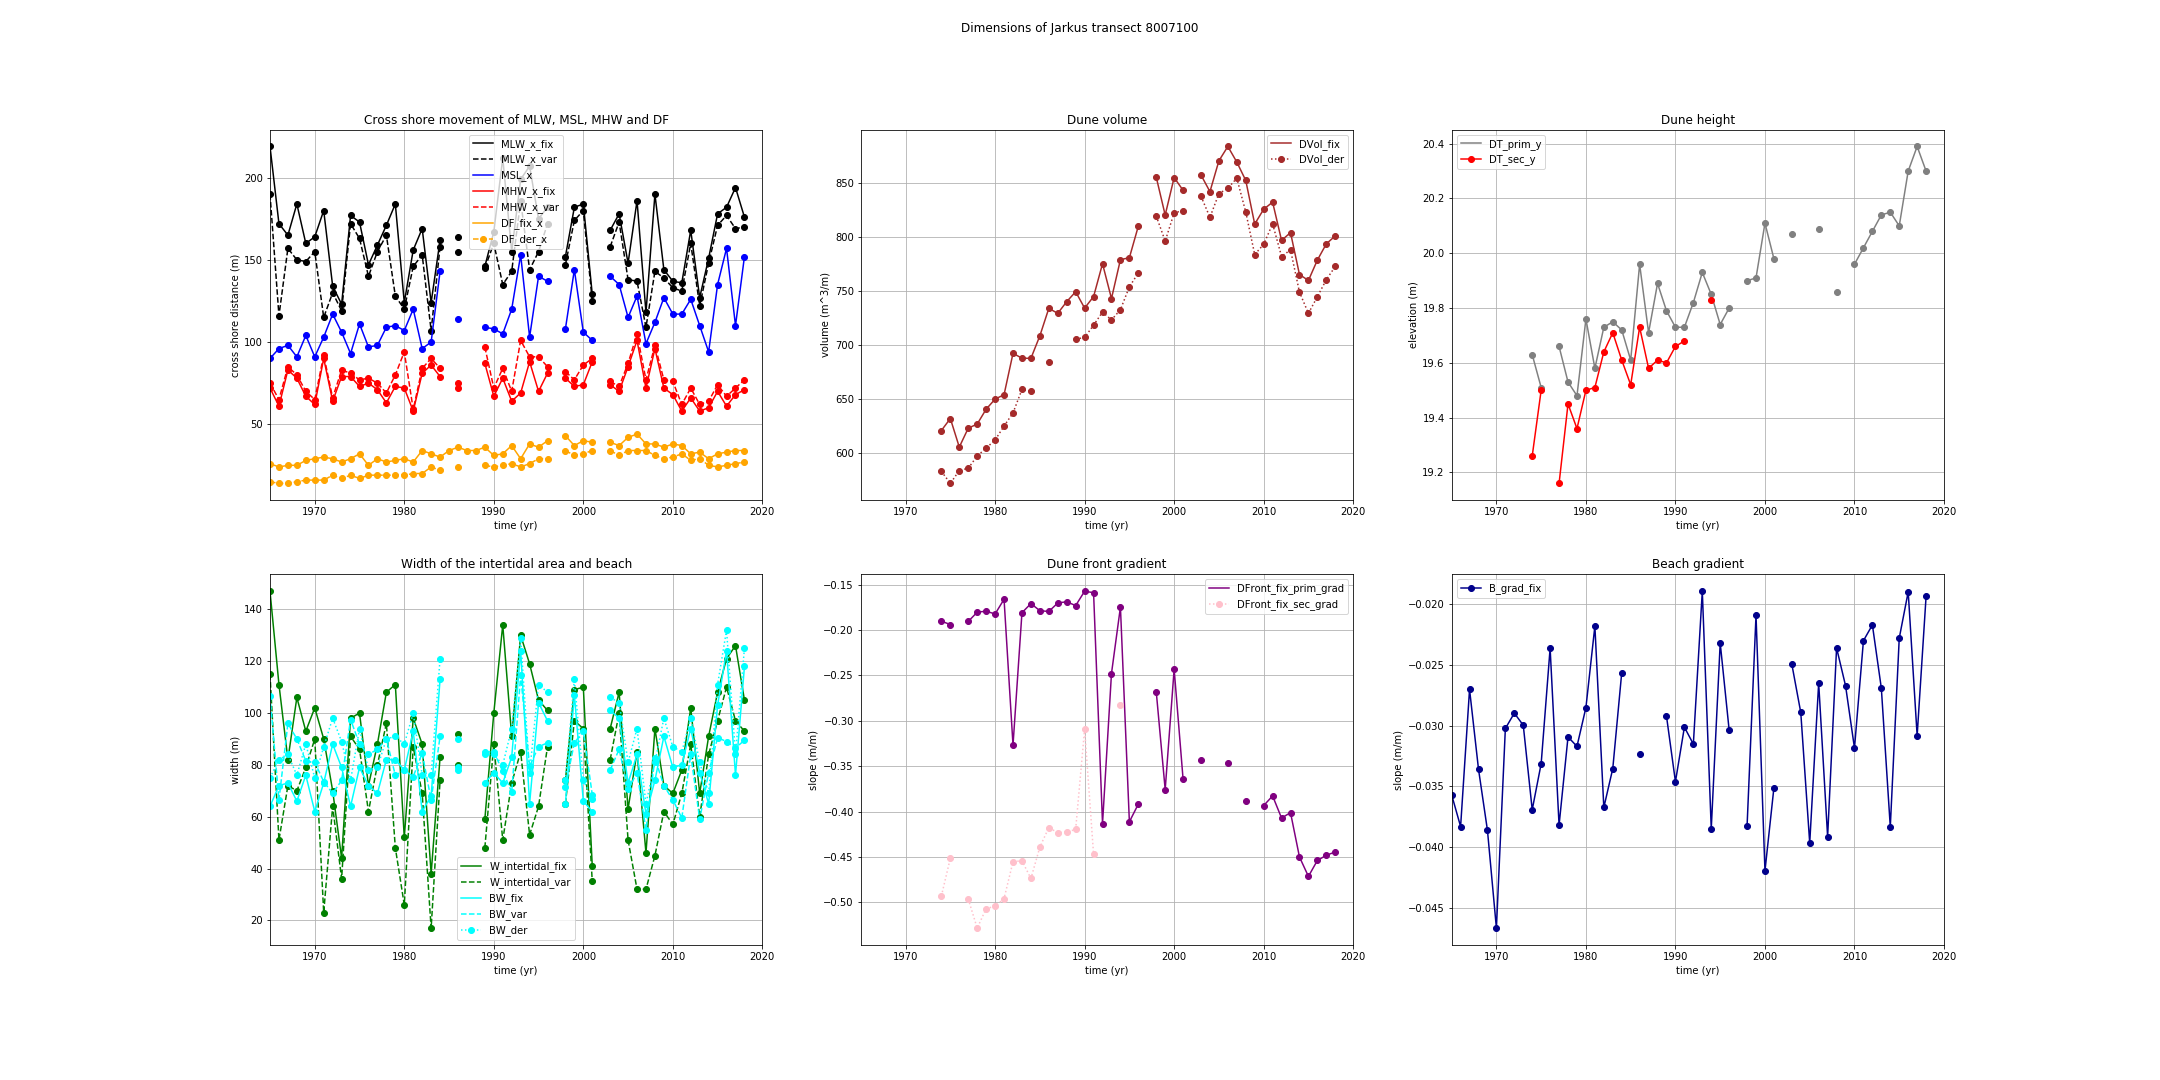 Dimensions of Jarkus transect 8007100
Cross shore movement of MLW, MSL, MHW and DF
cross shore distance (m)
200
150
100
50
MLW_x_fix
MLW_x_var
MSL_x
MHW_x_fix
MHW_x_var
DF_fix_x
DF_der_x
1970 1980 1990 2000 2010 2020
time (yr)
Dune volume
volume (m^3/m)
850
800
750
700
650
600
DVol_fix
DVol_der
1970 1980 1990 2000 2010 2020
time (yr)
Dune height
elevation (m)
20.4
20.2
20.0
19.8
19.6
19.4
19.2
DT_prim_y
DT_sec_y
1970 1980 1990 2000 2010 2020
time (yr)
Width of the intertidal area and beach
width (m)
140
120
100
80
60
40
20
W_intertidal_fix
W_intertidal_var
BW_fix
BW_var
BW_der
1970 1980 1990 2000 2010 2020
time (yr)
Dune front gradient
slope (m/m)
−0.15
−0.20
−0.25
−0.30
−0.35
−0.40
−0.45
−0.50
DFront_fix_prim_grad
DFront_fix_sec_grad
1970 1980 1990 2000 2010 2020
time (yr)
Beach gradient
slope (m/m)
−0.020
−0.025
−0.030
−0.035
−0.040
−0.045
B_grad_fix
1970 1980 1990 2000 2010 2020
time (yr)